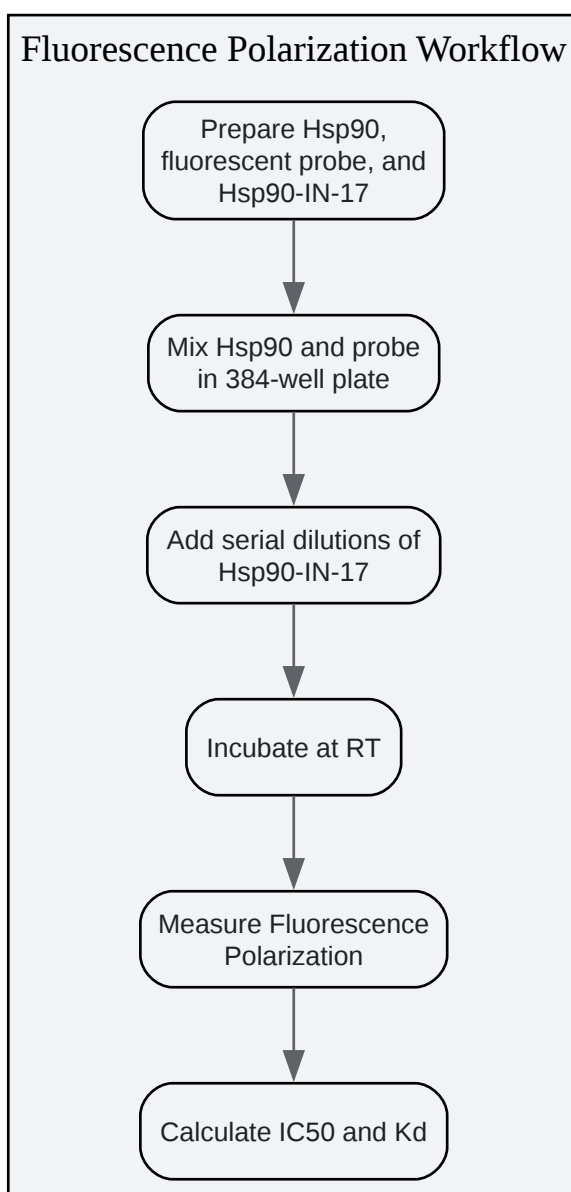 Fluorescence Polarization Workflow
Prepare Hsp90,
fluorescent probe, and
Hsp90-IN-17
Mix Hsp90 and probe
in 384-well plate
Add serial dilutions of
Hsp90-IN-17
Incubate at RT
Measure Fluorescence
Polarization
Calculate IC50 and Kd